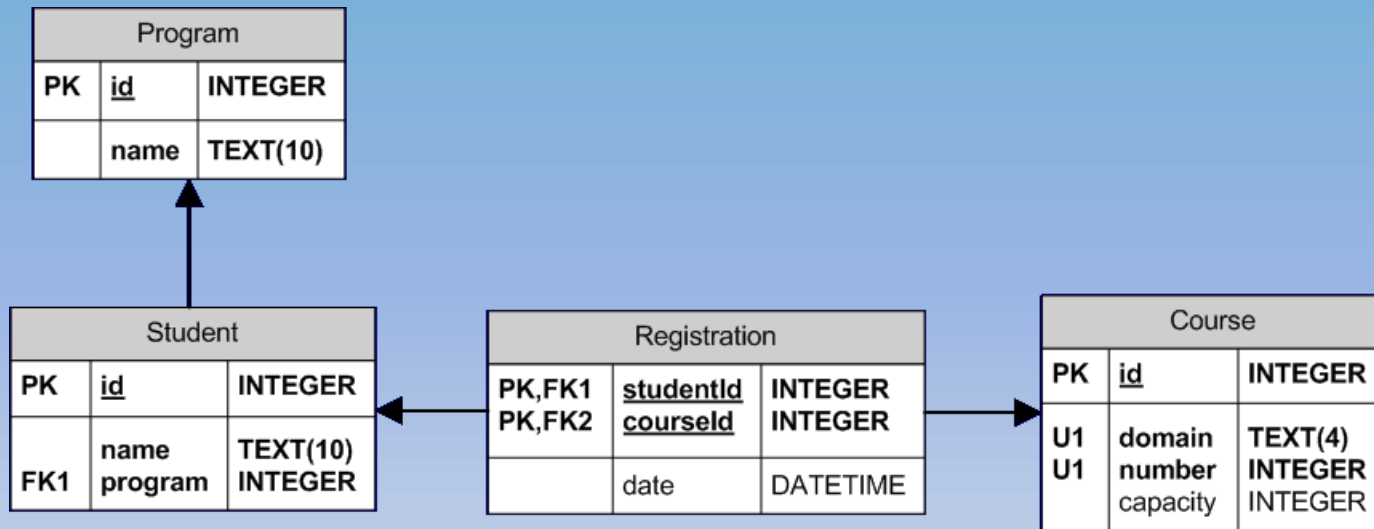 Program
PK id INTEGER
name TEXT(10)
Student
PK id INTEGER
name TEXT(10)
FK1 program INTEGER
Registration
PK,FK1 studentId INTEGER
PK,FK2 courseId INTEGER
date DATETIME
Course
PK id INTEGER
U1 domain TEXT(4)
U1 number INTEGER
capacity INTEGER